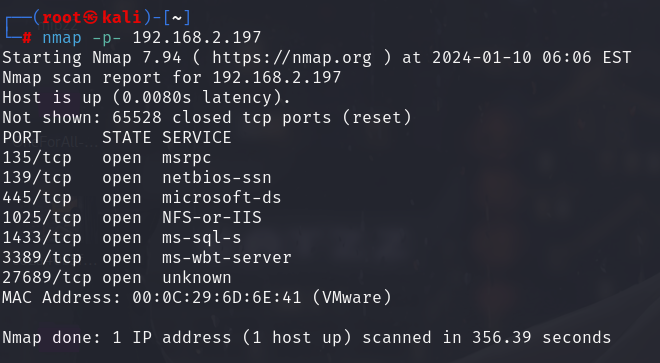 ┌──(root㉿kali)-[~]
└─# nmap -p- 192.168.2.197
Starting Nmap 7.94 ( https://nmap.org ) at 2024-01-10 06:06 EST
Nmap scan report for 192.168.2.197
Host is up (0.0080s latency).
Not shown: 65528 closed tcp ports (reset)
PORT      STATE SERVICE
135/tcp   open  msrpc
139/tcp   open  netbios-ssn
445/tcp   open  microsoft-ds
1025/tcp  open  NFS-or-IIS
1433/tcp  open  ms-sql-s
3389/tcp  open  ms-wbt-server
27689/tcp open  unknown
MAC Address: 00:0C:29:6D:6E:41 (VMware)
Nmap done: 1 IP address (1 host up) scanned in 356.39 seconds